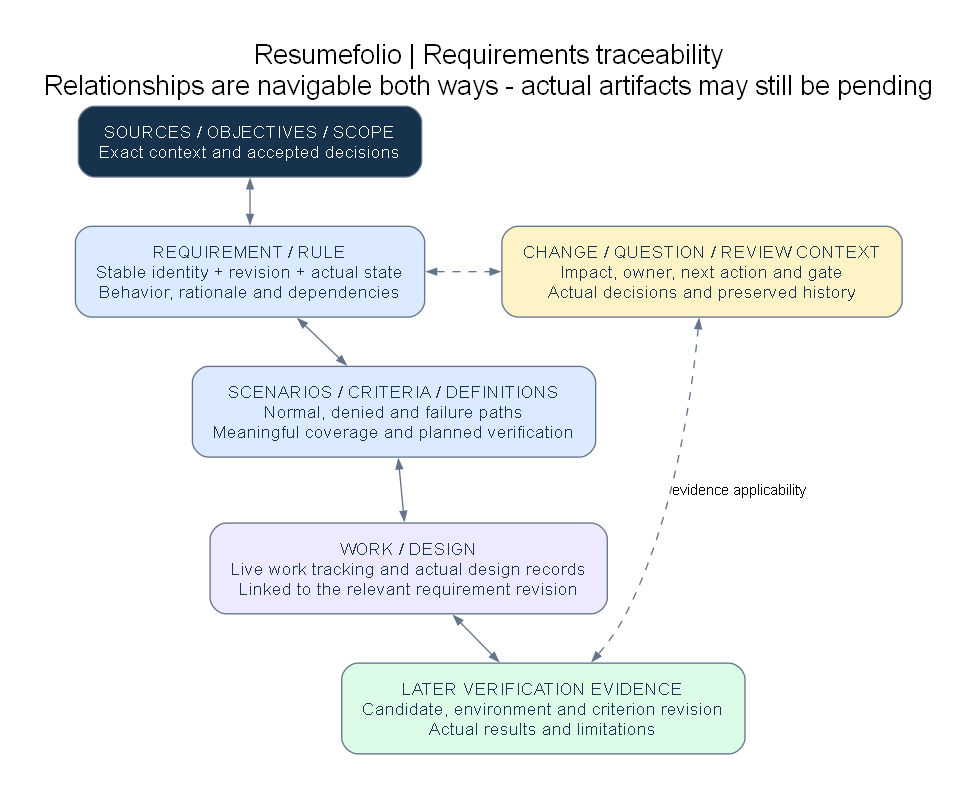 Resumefolio | Requirements traceability
Relationships are navigable both ways - actual artifacts may still be pending
SOURCES / OBJECTIVES / SCOPE
Exact context and accepted decisions
REQUIREMENT / RULE
Stable identity + revision + actual state
Behavior, rationale and dependencies
CHANGE / QUESTION / REVIEW CONTEXT
Impact, owner, next action and gate
Actual decisions and preserved history
SCENARIOS / CRITERIA / DEFINITIONS
Normal, denied and failure paths
Meaningful coverage and planned verification
evidence applicability
WORK / DESIGN
Live work tracking and actual design records
Linked to the relevant requirement revision
LATER VERIFICATION EVIDENCE
Candidate, environment and criterion revision
Actual results and limitations